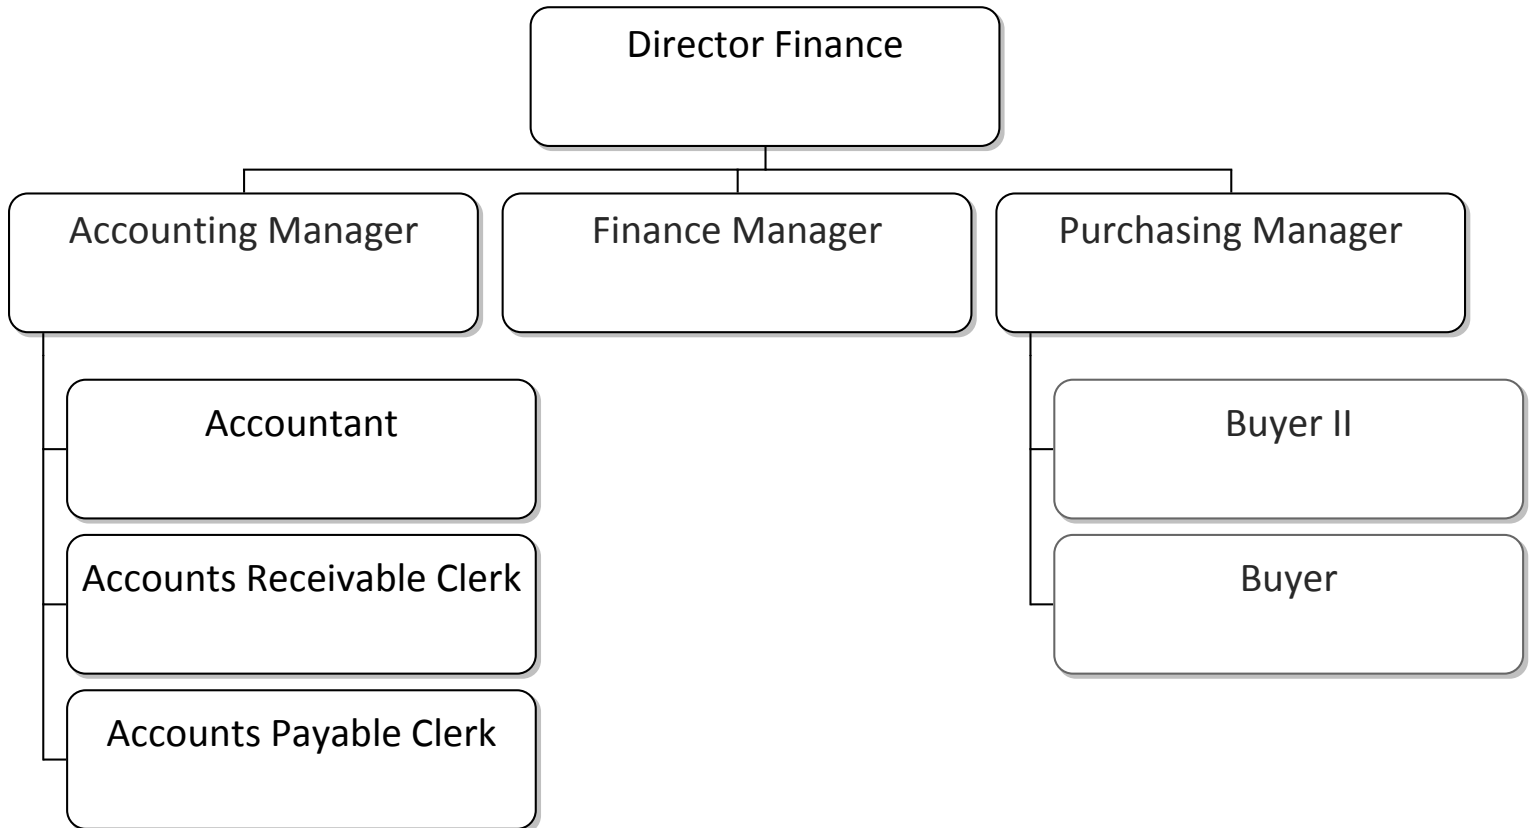 Director Finance
Accounting Manager
Finance Manager
Purchasing Manager
Accountant
Accounts Receivable Clerk
Accounts Payable Clerk
Buyer II
Buyer